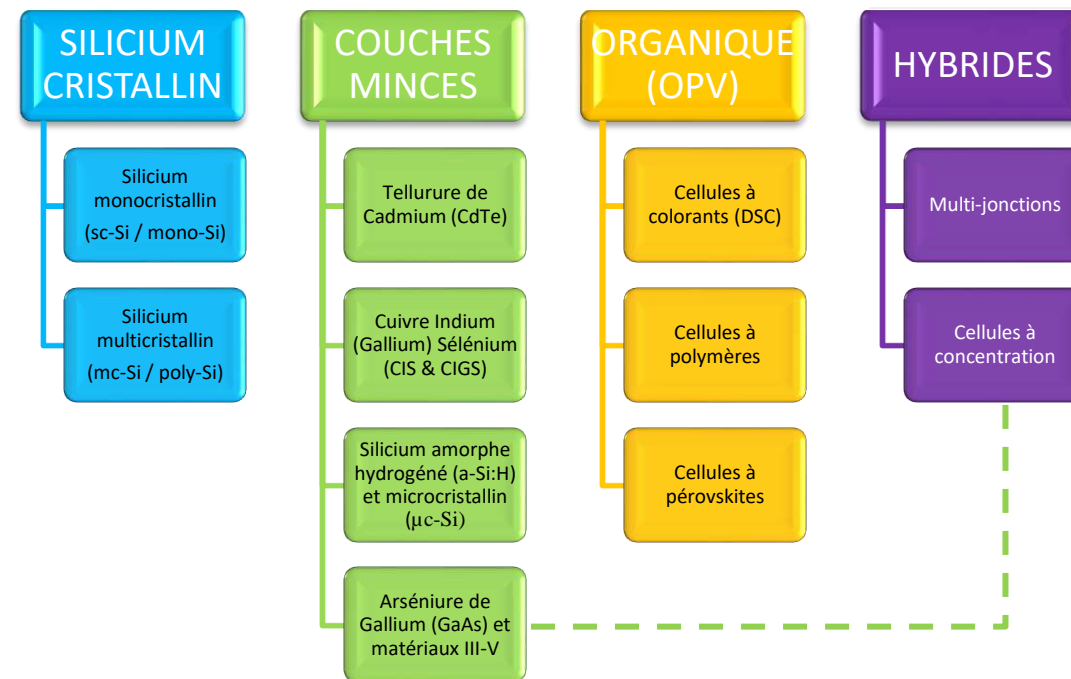 SILICIUM
CRISTALLIN
Silicium
monocristallin
(sc-Si / mono-Si)
Silicium
multicristallin
(mc-Si / poly-Si)
COUCHES
MINCES
Tellurure de
Cadmium (CdTe)
Cuivre Indium
(Gallium) Sélénium
(CIS & CIGS)
Silicium amorphe
hydrogéné (a-Si:H)
et microcristallin
(µc-Si)
Arséniure de
Gallium (GaAs) et
matériaux III-V
ORGANIQUE
(OPV)
Cellules à
colorants (DSC)
Cellules à
polymères
Cellules à
pérovskites
HYBRIDES
Multi-jonctions
Cellules à
concentration